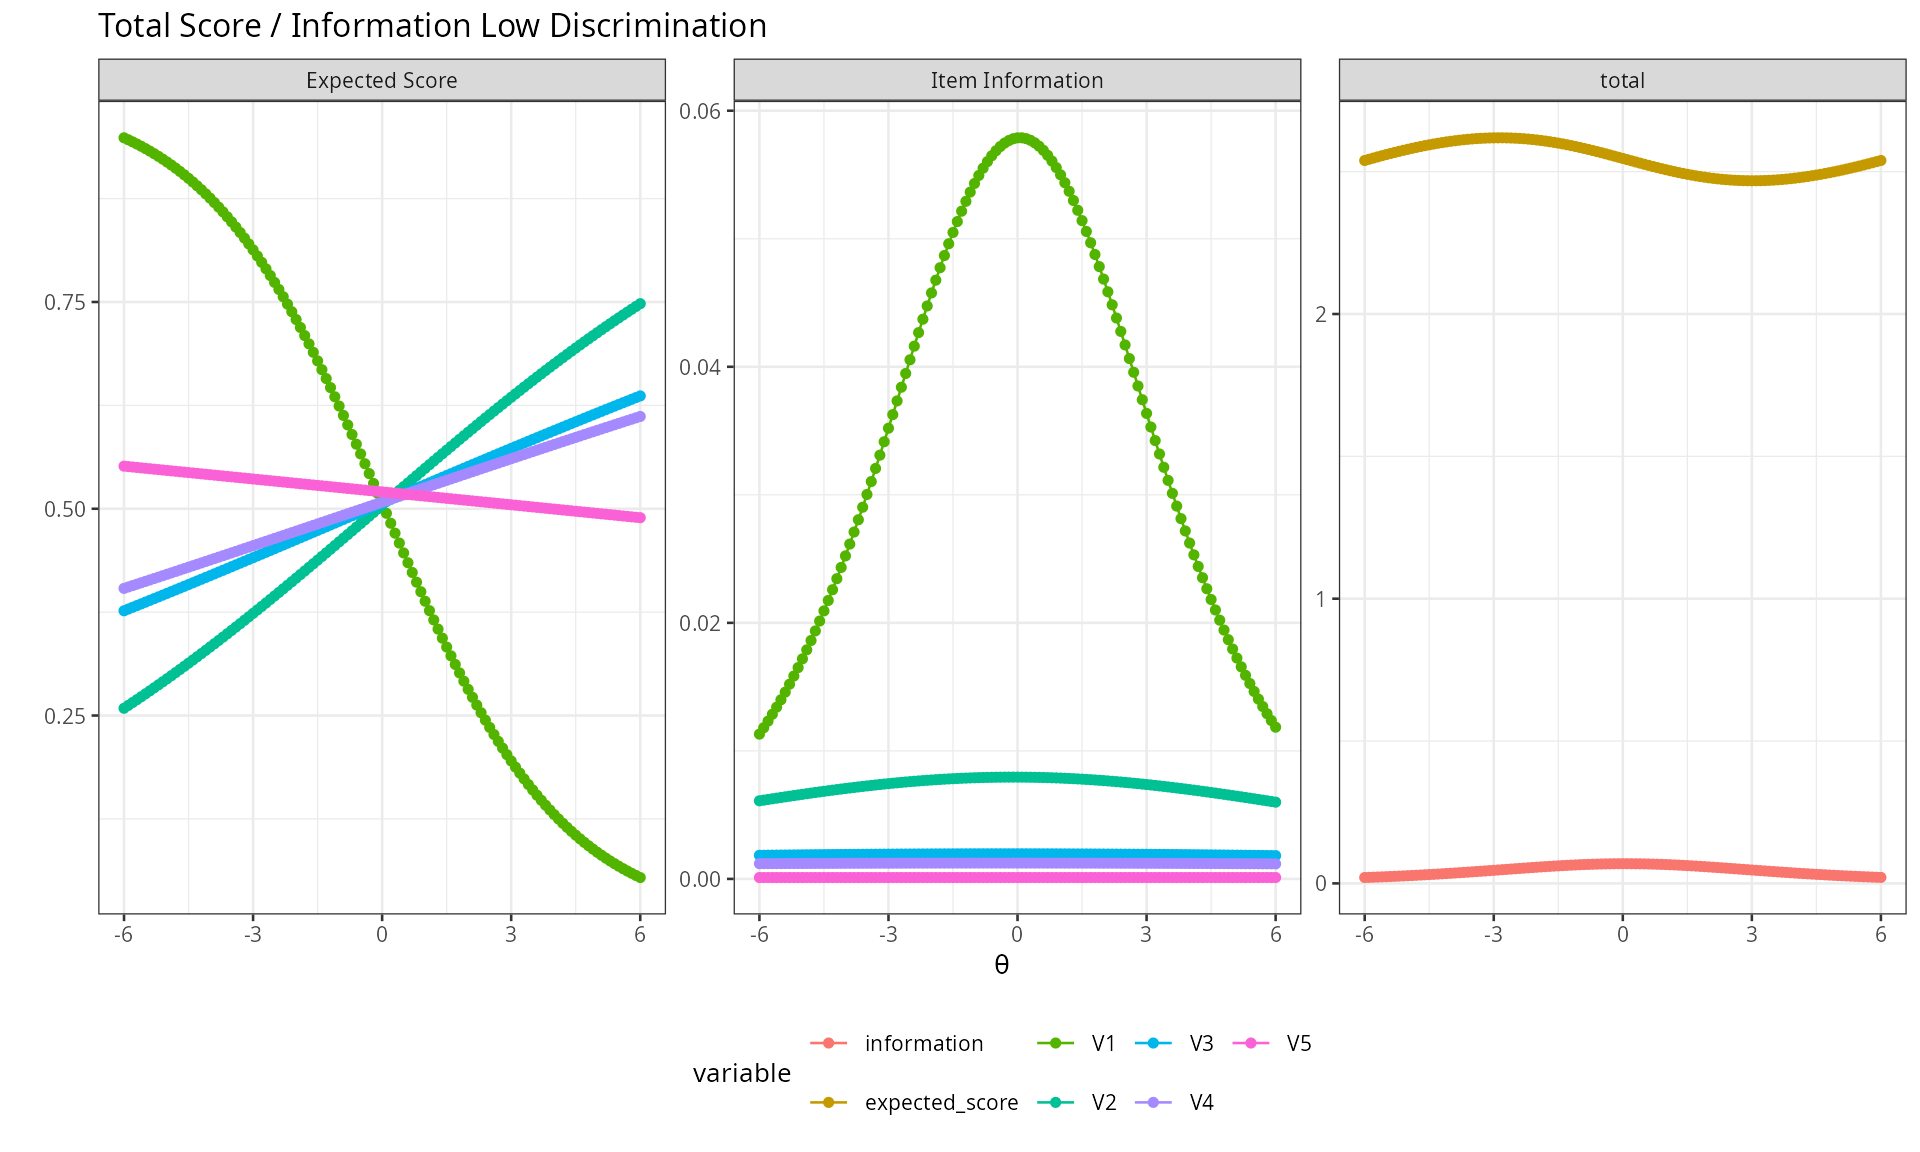 Total Score / Information Low Discrimination
Expected Score
Item Information
total
0.75
0.50
0.25
-6 -3 0 3 6
0.06
0.04
0.02
0.00
-6 -3 0 3 6
2
1
0
-6 -3 0 3 6
θ
variable
information V1 V3 V5
expected_score V2 V4